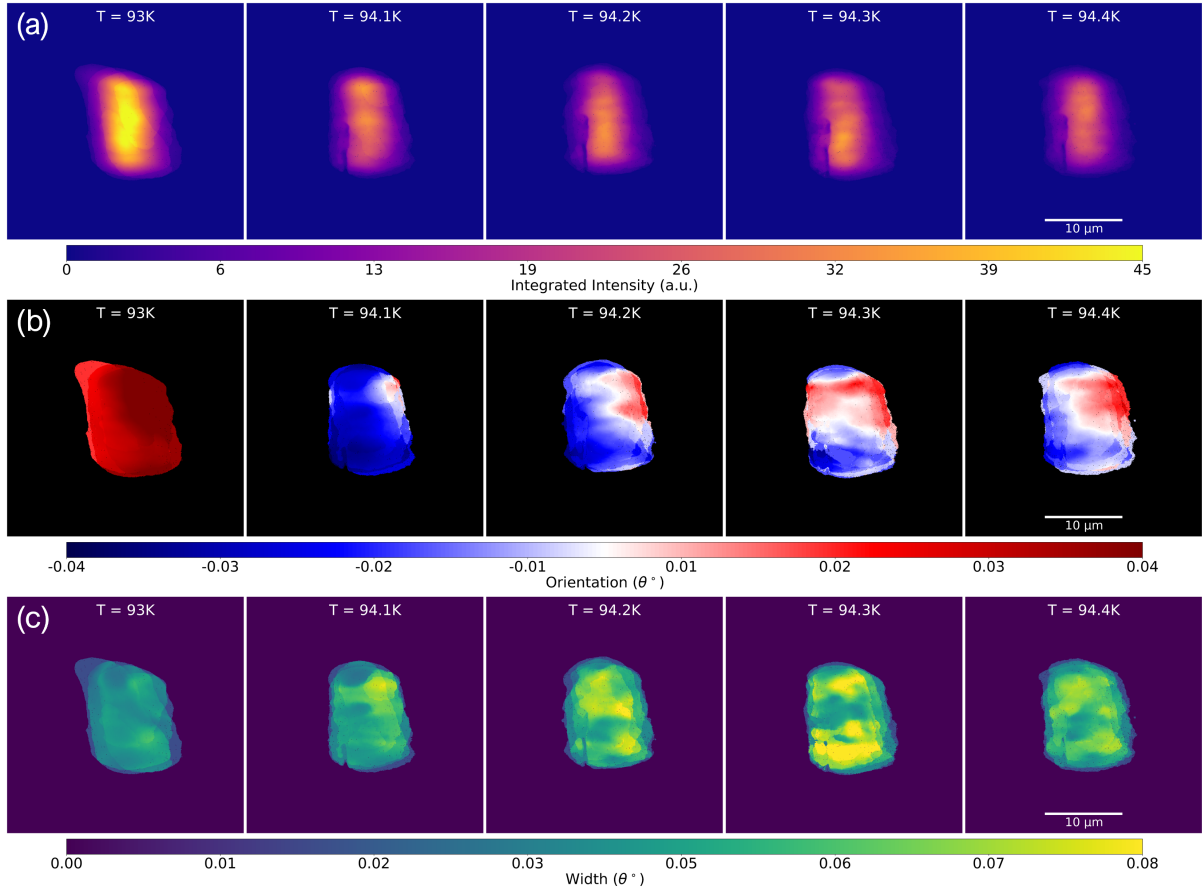 (a)
T = 93K T = 94.1K T = 94.2K T = 94.3K T = 94.4K
10 μm
0 6 13 19 26 32 39 45
Integrated Intensity (a.u.)
(b)
T = 93K T = 94.1K T = 94.2K T = 94.3K T = 94.4K
10 μm
-0.04 -0.03 -0.02 -0.01 0.01 0.02 0.03 0.04
Orientation (θ°)
(c)
T = 93K T = 94.1K T = 94.2K T = 94.3K T = 94.4K
10 μm
0.00 0.01 0.02 0.03 0.05 0.06 0.07 0.08
Width (θ°)